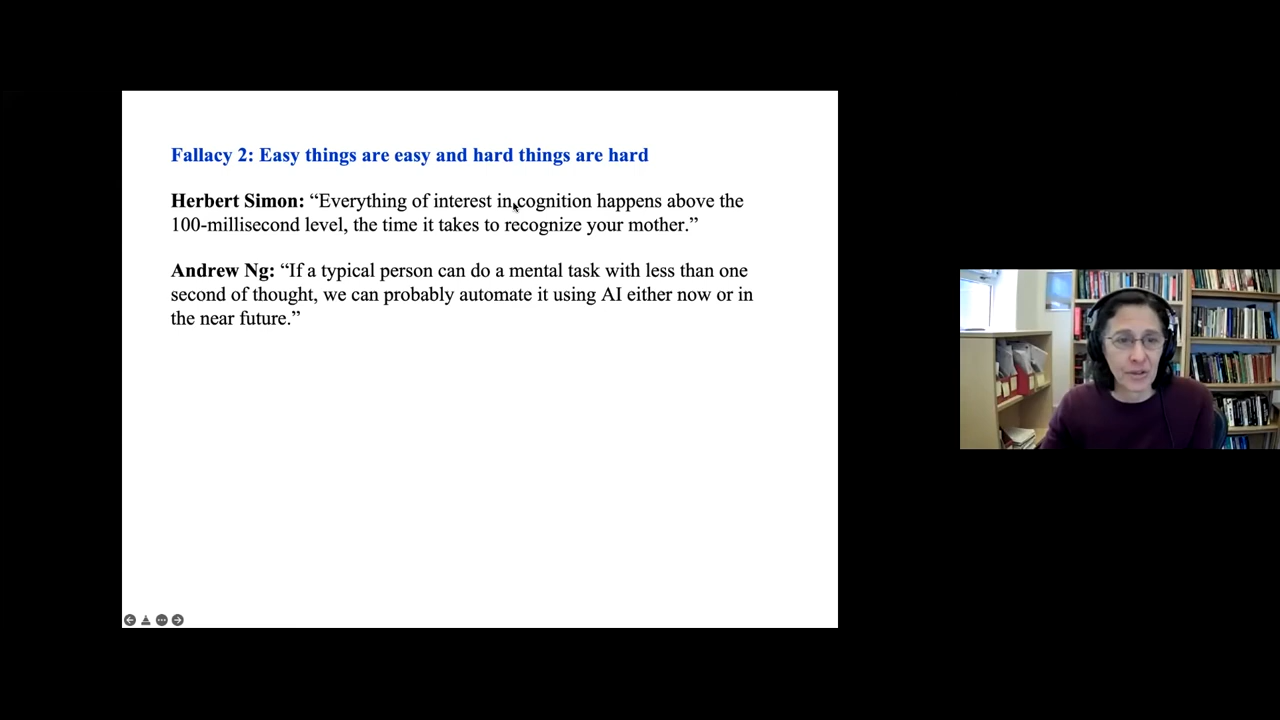 Fallacy 2: Easy things are easy and hard things are hard
Herbert Simon: “Everything of interest in cognition happens above the
100-millisecond level, the time it takes to recognize your mother.”
Andrew Ng: “If a typical person can do a mental task with less than one
second of thought, we can probably automate it using AI either now or in
the near future.”